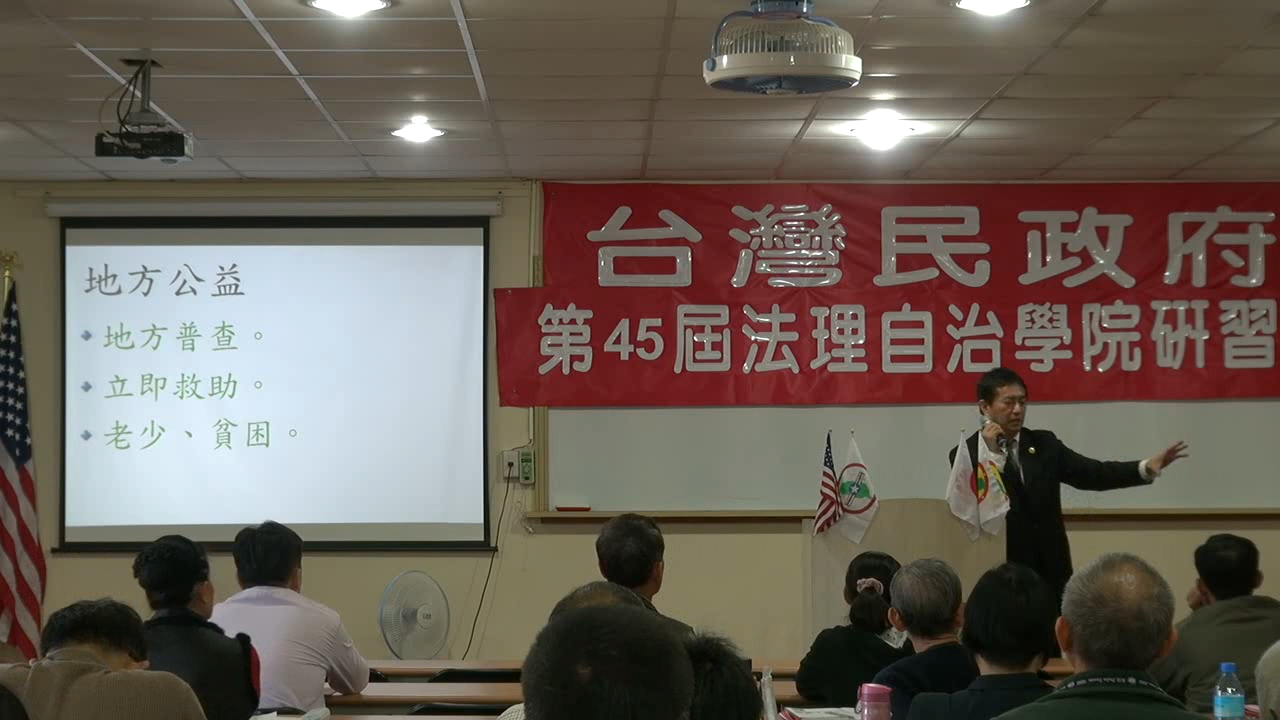 台灣民政府
第45屆法理自治學院研習
地方公益
地方普查。
立即救助。
老少、貧困。